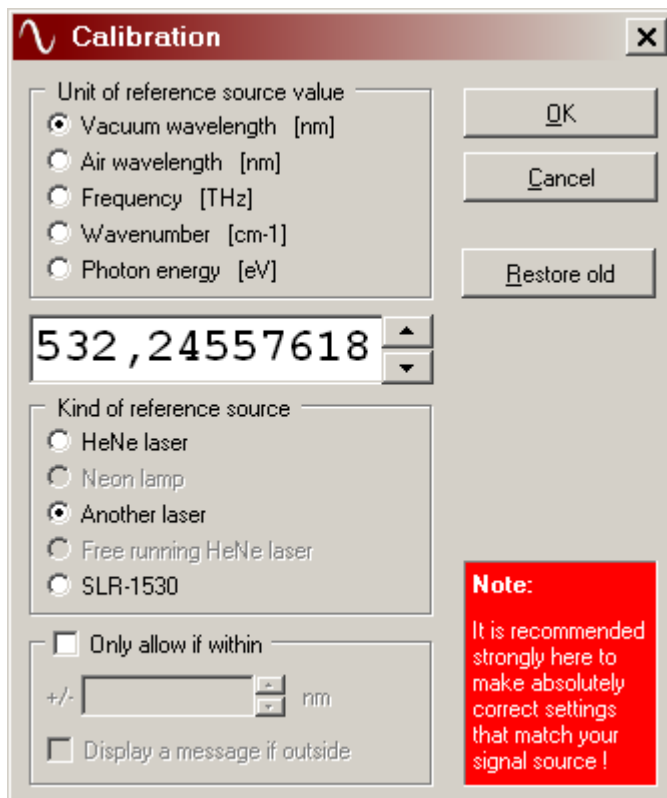 Calibration
Unit of reference source value
Vacuum wavelength [nm]
Air wavelength [nm]
Frequency [THz]
Wavenumber [cm-1]
Photon energy [eV]
OK
Cancel
Restore old
532,24557618
Kind of reference source
HeNe laser
Neon lamp
Another laser
Free running HeNe laser
SLR-1530
Only allow if within
+/- nm
Display a message if outside
Note:
It is recommended
strongly here to
make absolutely
correct settings
that match your
signal source !